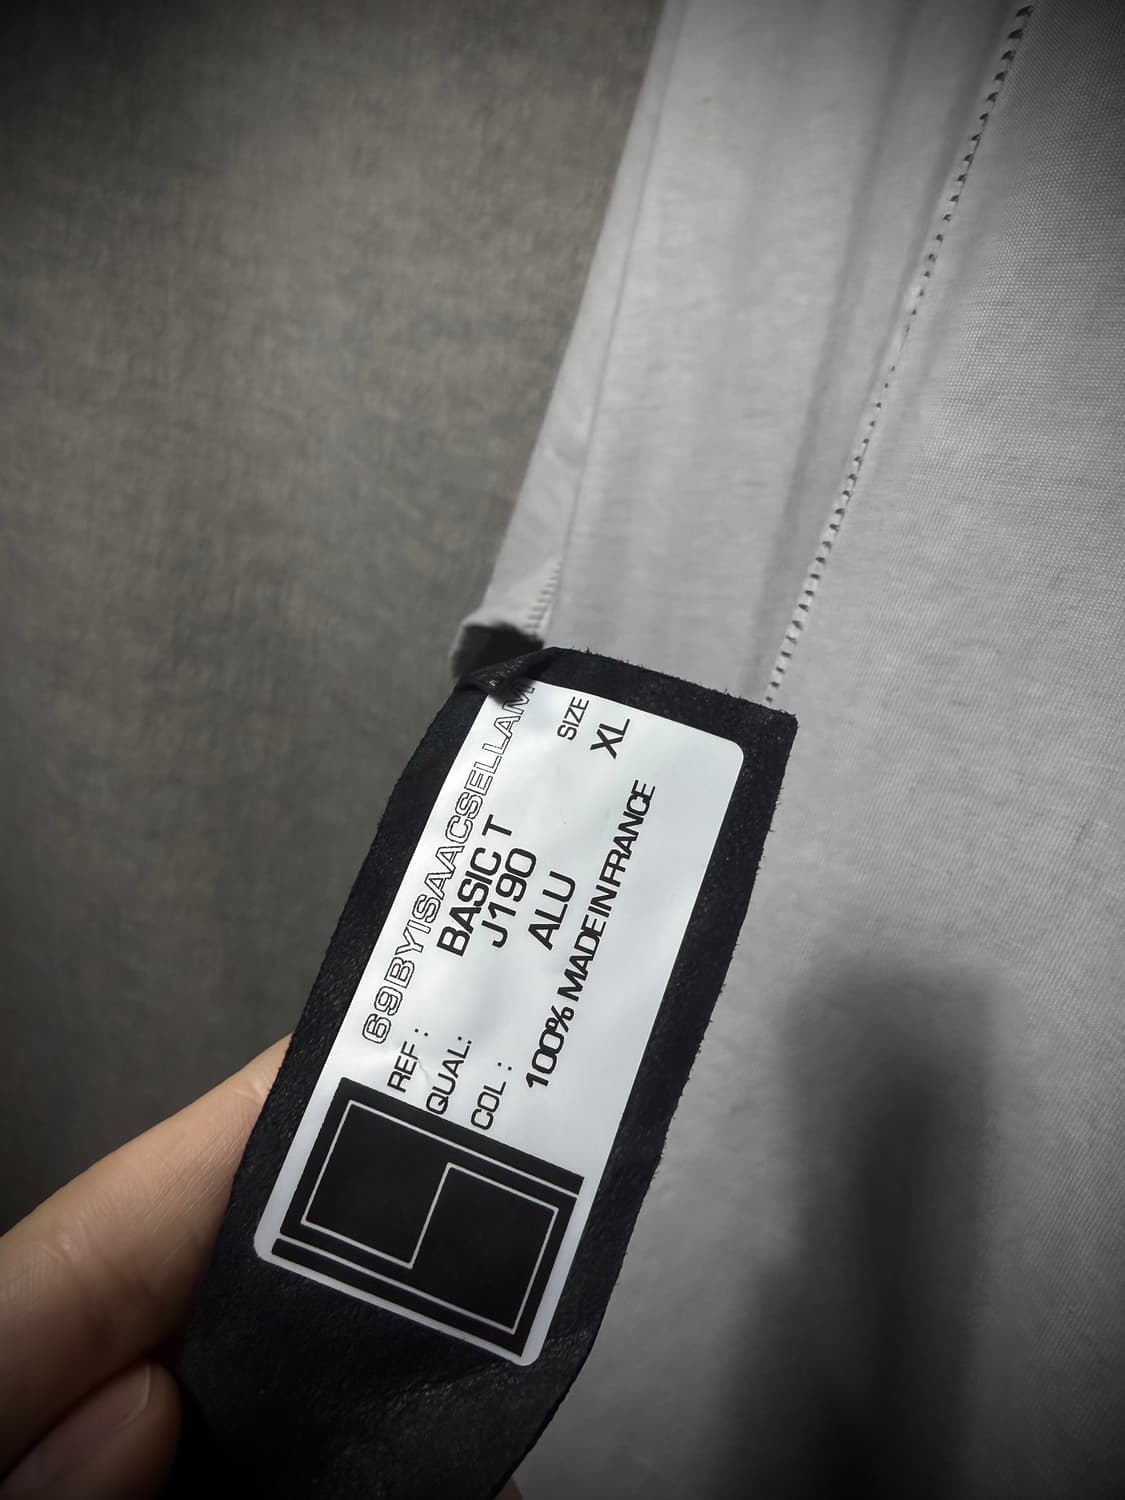 69BYISAACSELLAM
REF : BASIC T
QUAL: J190
COL : ALU
100% MADE IN FRANCE
SIZE
XL